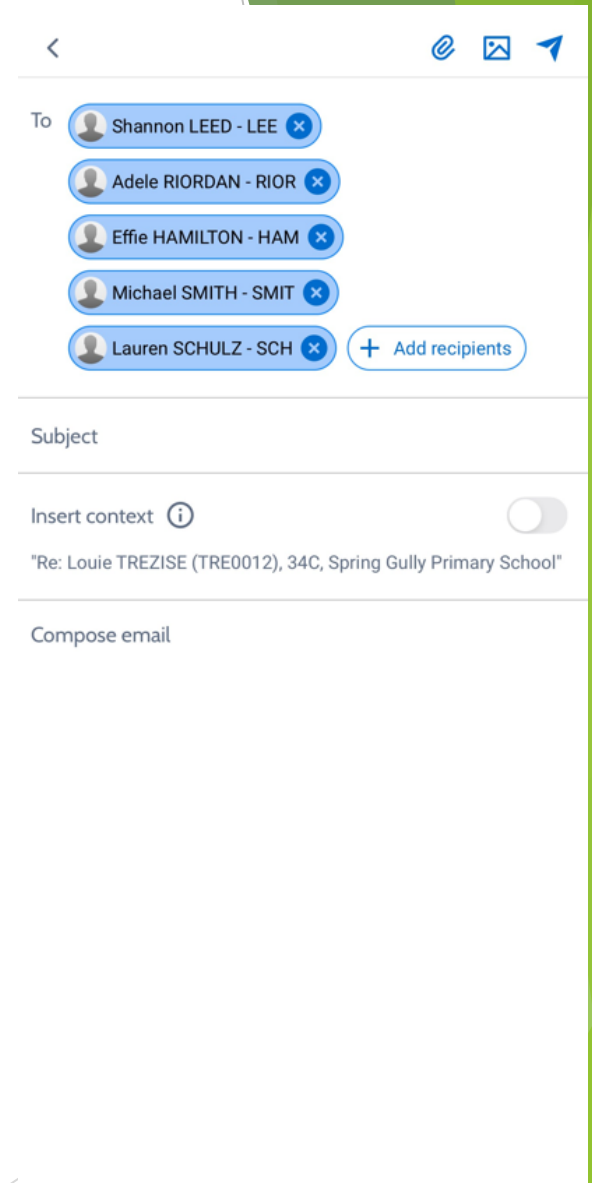 To Shannon LEED - LEE
Adele RIORDAN - RIOR
Effie HAMILTON - HAM
Michael SMITH - SMIT
Lauren SCHULZ - SCH + Add recipients
Subject
Insert context
"Re: Louie TREZISE (TRE0012), 34C, Spring Gully Primary School"
Compose email